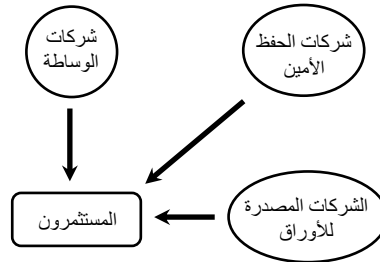 شركات الحفظ
الأمين
شركات
الوساطة
المستثمرون
الشركات المصدرة
للأوراق